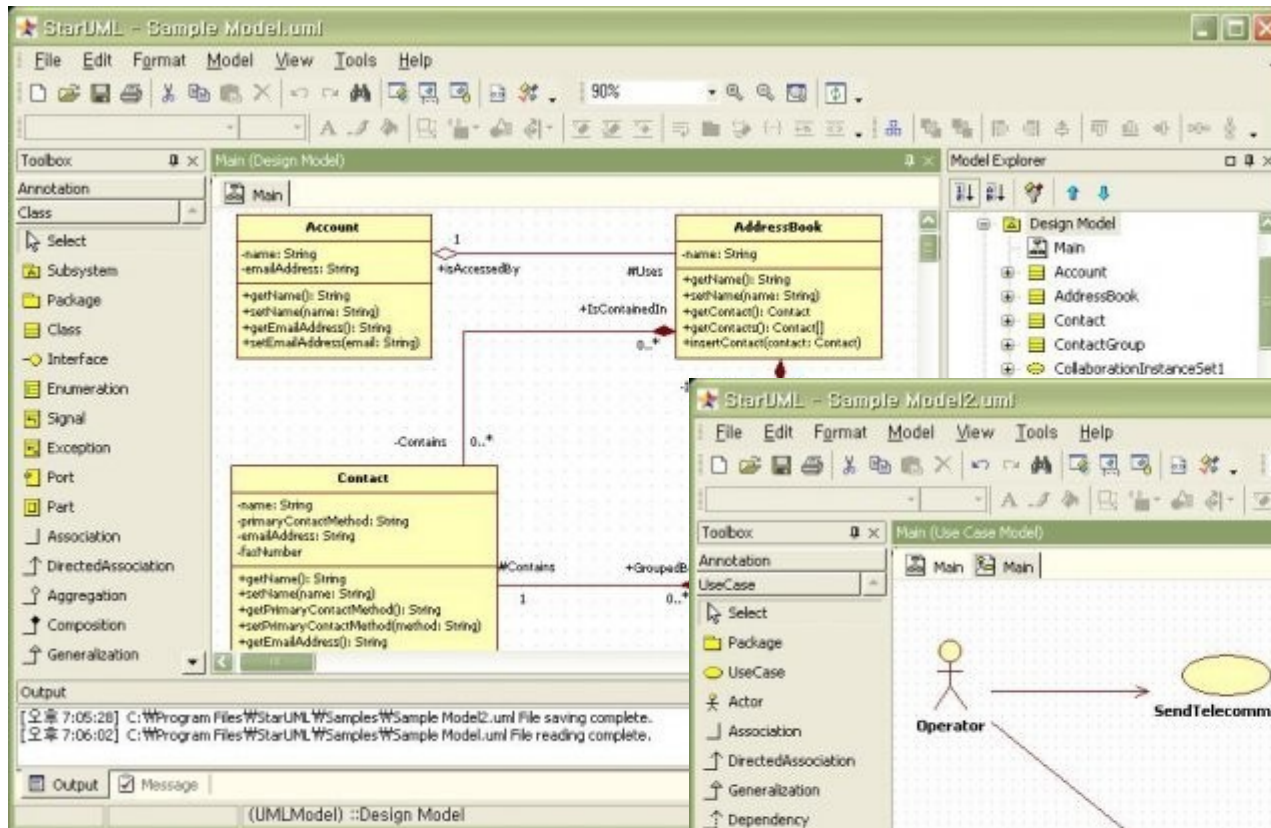 StarUML - Sample Model.uml
File Edit Format Model View Tools Help
90%
Toolbox
Annotation
Class
Select
Subsystem
Package
Class
Interface
Enumeration
Signal
Exception
Port
Part
Association
DirectedAssociation
Aggregation
Composition
Generalization
Main (Design Model)
Main
Account
-name: String
-emailAddress: String
+getName(): String
+setName(name: String)
+getEmailAddress(): String
+setEmailAddress(email: String)
1
+isAccessedBy
#Uses
AddressBook
-name: String
+getName(): String
+setName(name: String)
+getContact(): Contact
+getContacts(): Contact[]
+insertContact(contact: Contact)
+IsContainedIn
0..*
-Contains
0..*
Contact
-name: String
-primaryContactMethod: String
-emailAddress: String
-faxNumber
+getName(): String
+setName(name: String)
+getPrimaryContactMethod(): String
+setPrimaryContactMethod(method: String)
+getEmailAddress(): String
#Contains
1
0..*
Model Explorer
Design Model
Main
Account
AddressBook
Contact
ContactGroup
CollaborationInstanceSet1
Output
[오후 7:05:28] C:₩Program Files₩StarUML₩Samples₩Sample Model2.uml File saving complete.
[오후 7:06:02] C:₩Program Files₩StarUML₩Samples₩Sample Model.uml File reading complete.
Output Message
(UMLModel) ::Design Model
StarUML - Sample Model2.uml
File Edit Format Model View Tools Help
Toolbox
Annotation
UseCase
Select
Package
UseCase
Actor
Association
DirectedAssociation
Generalization
Dependency
Main (Use Case Model)
Main Main
Operator
SendTelecomm